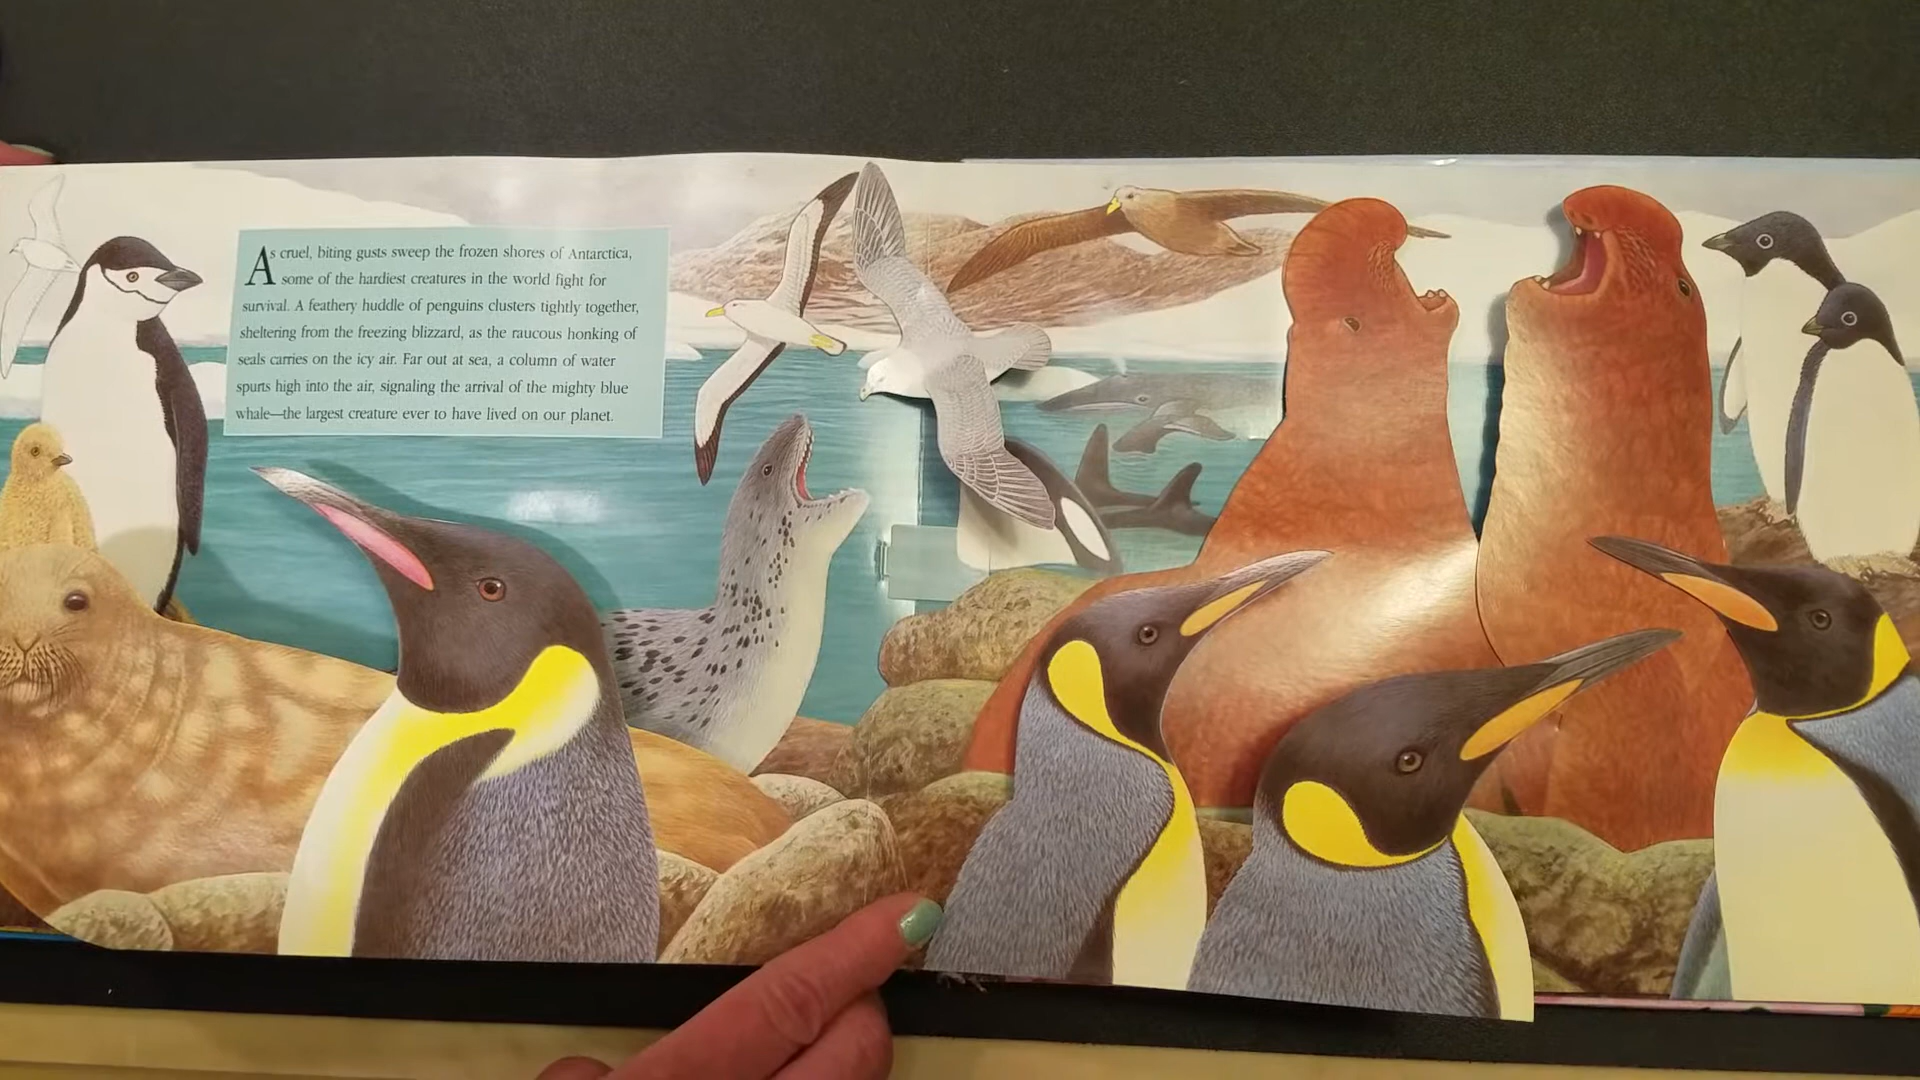 As cruel, biting gusts sweep the frozen shores of Antarctica,
some of the hardiest creatures in the world fight for
survival. A feathery huddle of penguins clusters tightly together,
sheltering from the freezing blizzard, as the raucous honking of
seals carries on the icy air. Far out at sea, a column of water
spurts high into the air, signaling the arrival of the mighty blue
whale—the largest creature ever to have lived on our planet.